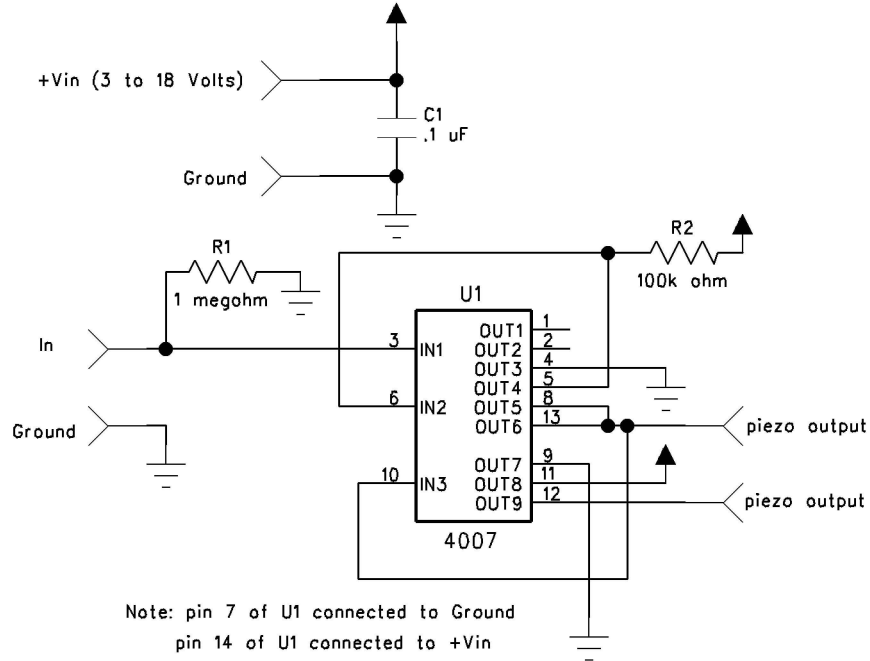 +Vin (3 to 18 Volts)
C1
.1 uF
Ground
R1
1 megohm
R2
100k ohm
U1
In
3
IN1
OUT1
1
OUT2
2
OUT3
4
OUT4
5
6
IN2
OUT5
8
OUT6
13
piezo output
Ground
10
IN3
OUT7
9
OUT8
11
OUT9
12
piezo output
4007
Note: pin 7 of U1 connected to Ground
pin 14 of U1 connected to +Vin